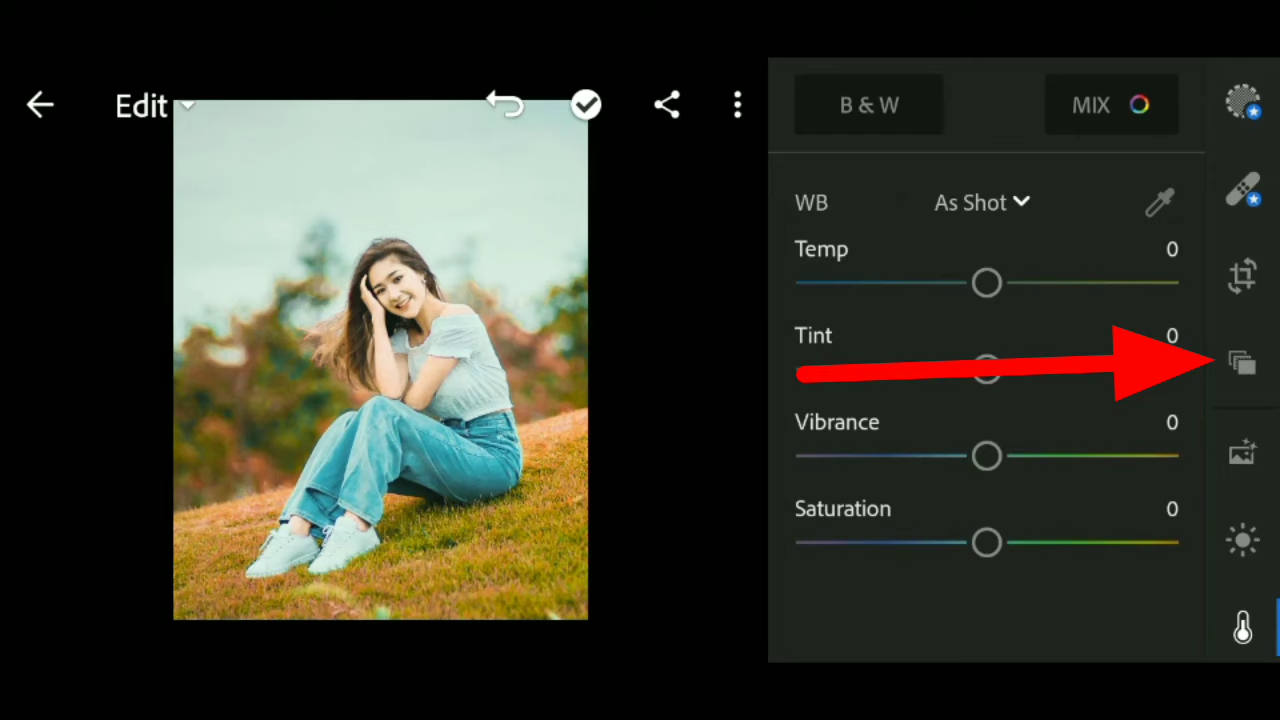 Edit
B & W
MIX
WB
As Shot
Temp
0
Tint
0
Vibrance
0
Saturation
0